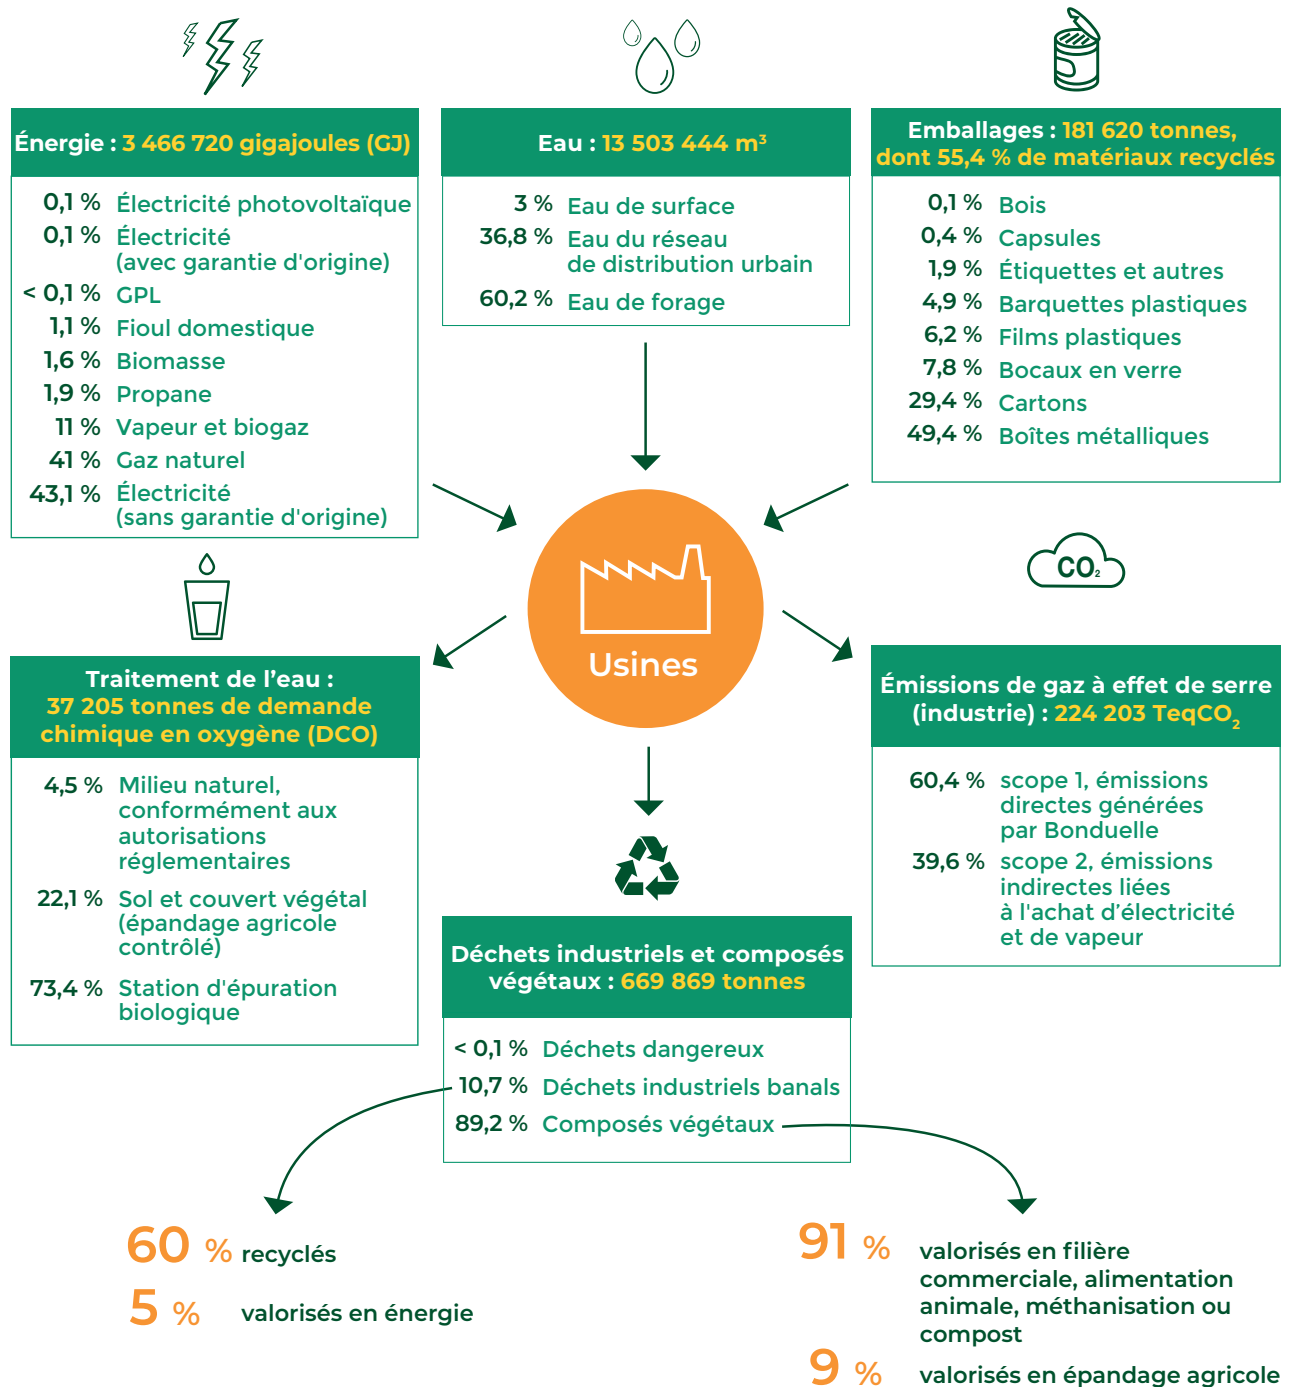 Énergie : 3 466 720 gigajoules (GJ)
0,1 % Électricité photovoltaïque
0,1 % Électricité
(avec garantie d'origine)
< 0,1 % GPL
1,1 % Fioul domestique
1,6 % Biomasse
1,9 % Propane
11 % Vapeur et biogaz
41 % Gaz naturel
43,1 % Électricité
(sans garantie d'origine)
Eau : 13 503 444 m³
3 % Eau de surface
36,8 % Eau du réseau
de distribution urbain
60,2 % Eau de forage
Emballages : 181 620 tonnes,
dont 55,4 % de matériaux recyclés
0,1 % Bois
0,4 % Capsules
1,9 % Étiquettes et autres
4,9 % Barquettes plastiques
6,2 % Films plastiques
7,8 % Bocaux en verre
29,4 % Cartons
49,4 % Boîtes métalliques
Usines
CO₂
Traitement de l’eau :
37 205 tonnes de demande
chimique en oxygène (DCO)
4,5 % Milieu naturel,
conformément aux
autorisations
réglementaires
22,1 % Sol et couvert végétal
(épandage agricole
contrôlé)
73,4 % Station d'épuration
biologique
Émissions de gaz à effet de serre
(industrie) : 224 203 TeqCO₂
60,4 % scope 1, émissions
directes générées
par Bonduelle
39,6 % scope 2, émissions
indirectes liées
à l'achat d’électricité
et de vapeur
Déchets industriels et composés
végétaux : 669 869 tonnes
< 0,1 % Déchets dangereux
10,7 % Déchets industriels banals
89,2 % Composés végétaux
60 % recyclés
5 % valorisés en énergie
91 % valorisés en filière
commerciale, alimentation
animale, méthanisation ou
compost
9 % valorisés en épandage agricole